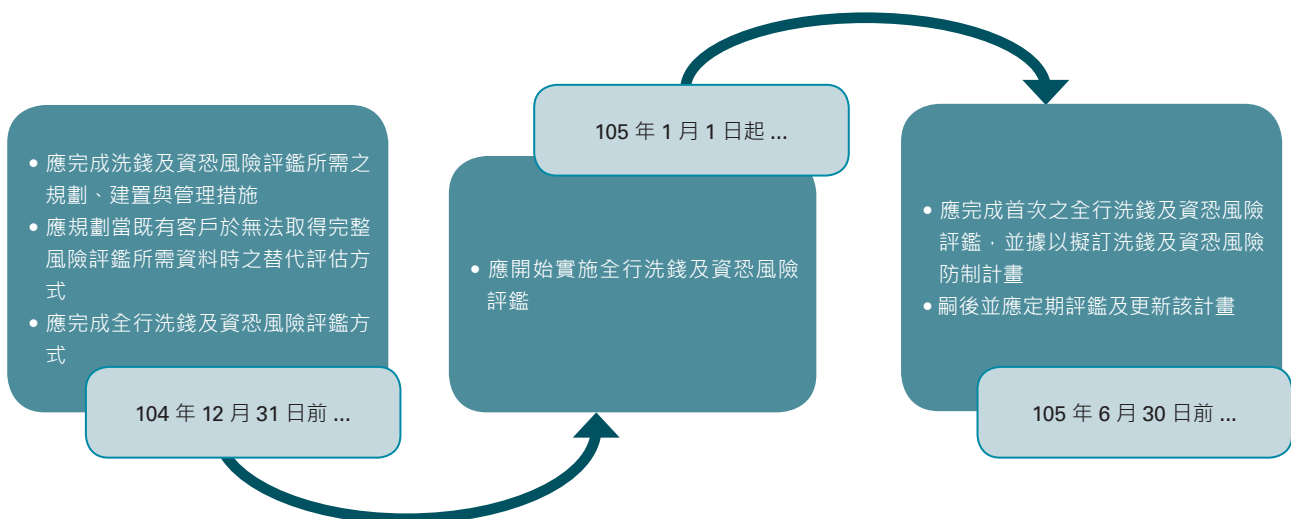 • 應完成洗錢及資恐風險評鑑所需之
規劃、建置與管理措施
• 應規劃當既有客戶於無法取得完整
風險評鑑所需資料時之替代評估方
式
• 應完成全行洗錢及資恐風險評鑑方
式
104 年 12 月 31 日前 ...
105 年 1 月 1 日起 ...
• 應開始實施全行洗錢及資恐風險
評鑑
• 應完成首次之全行洗錢及資恐風險
評鑑，並據以擬訂洗錢及資恐風險
防制計畫
• 嗣後並應定期評鑑及更新該計畫
105 年 6 月 30 日前 ...